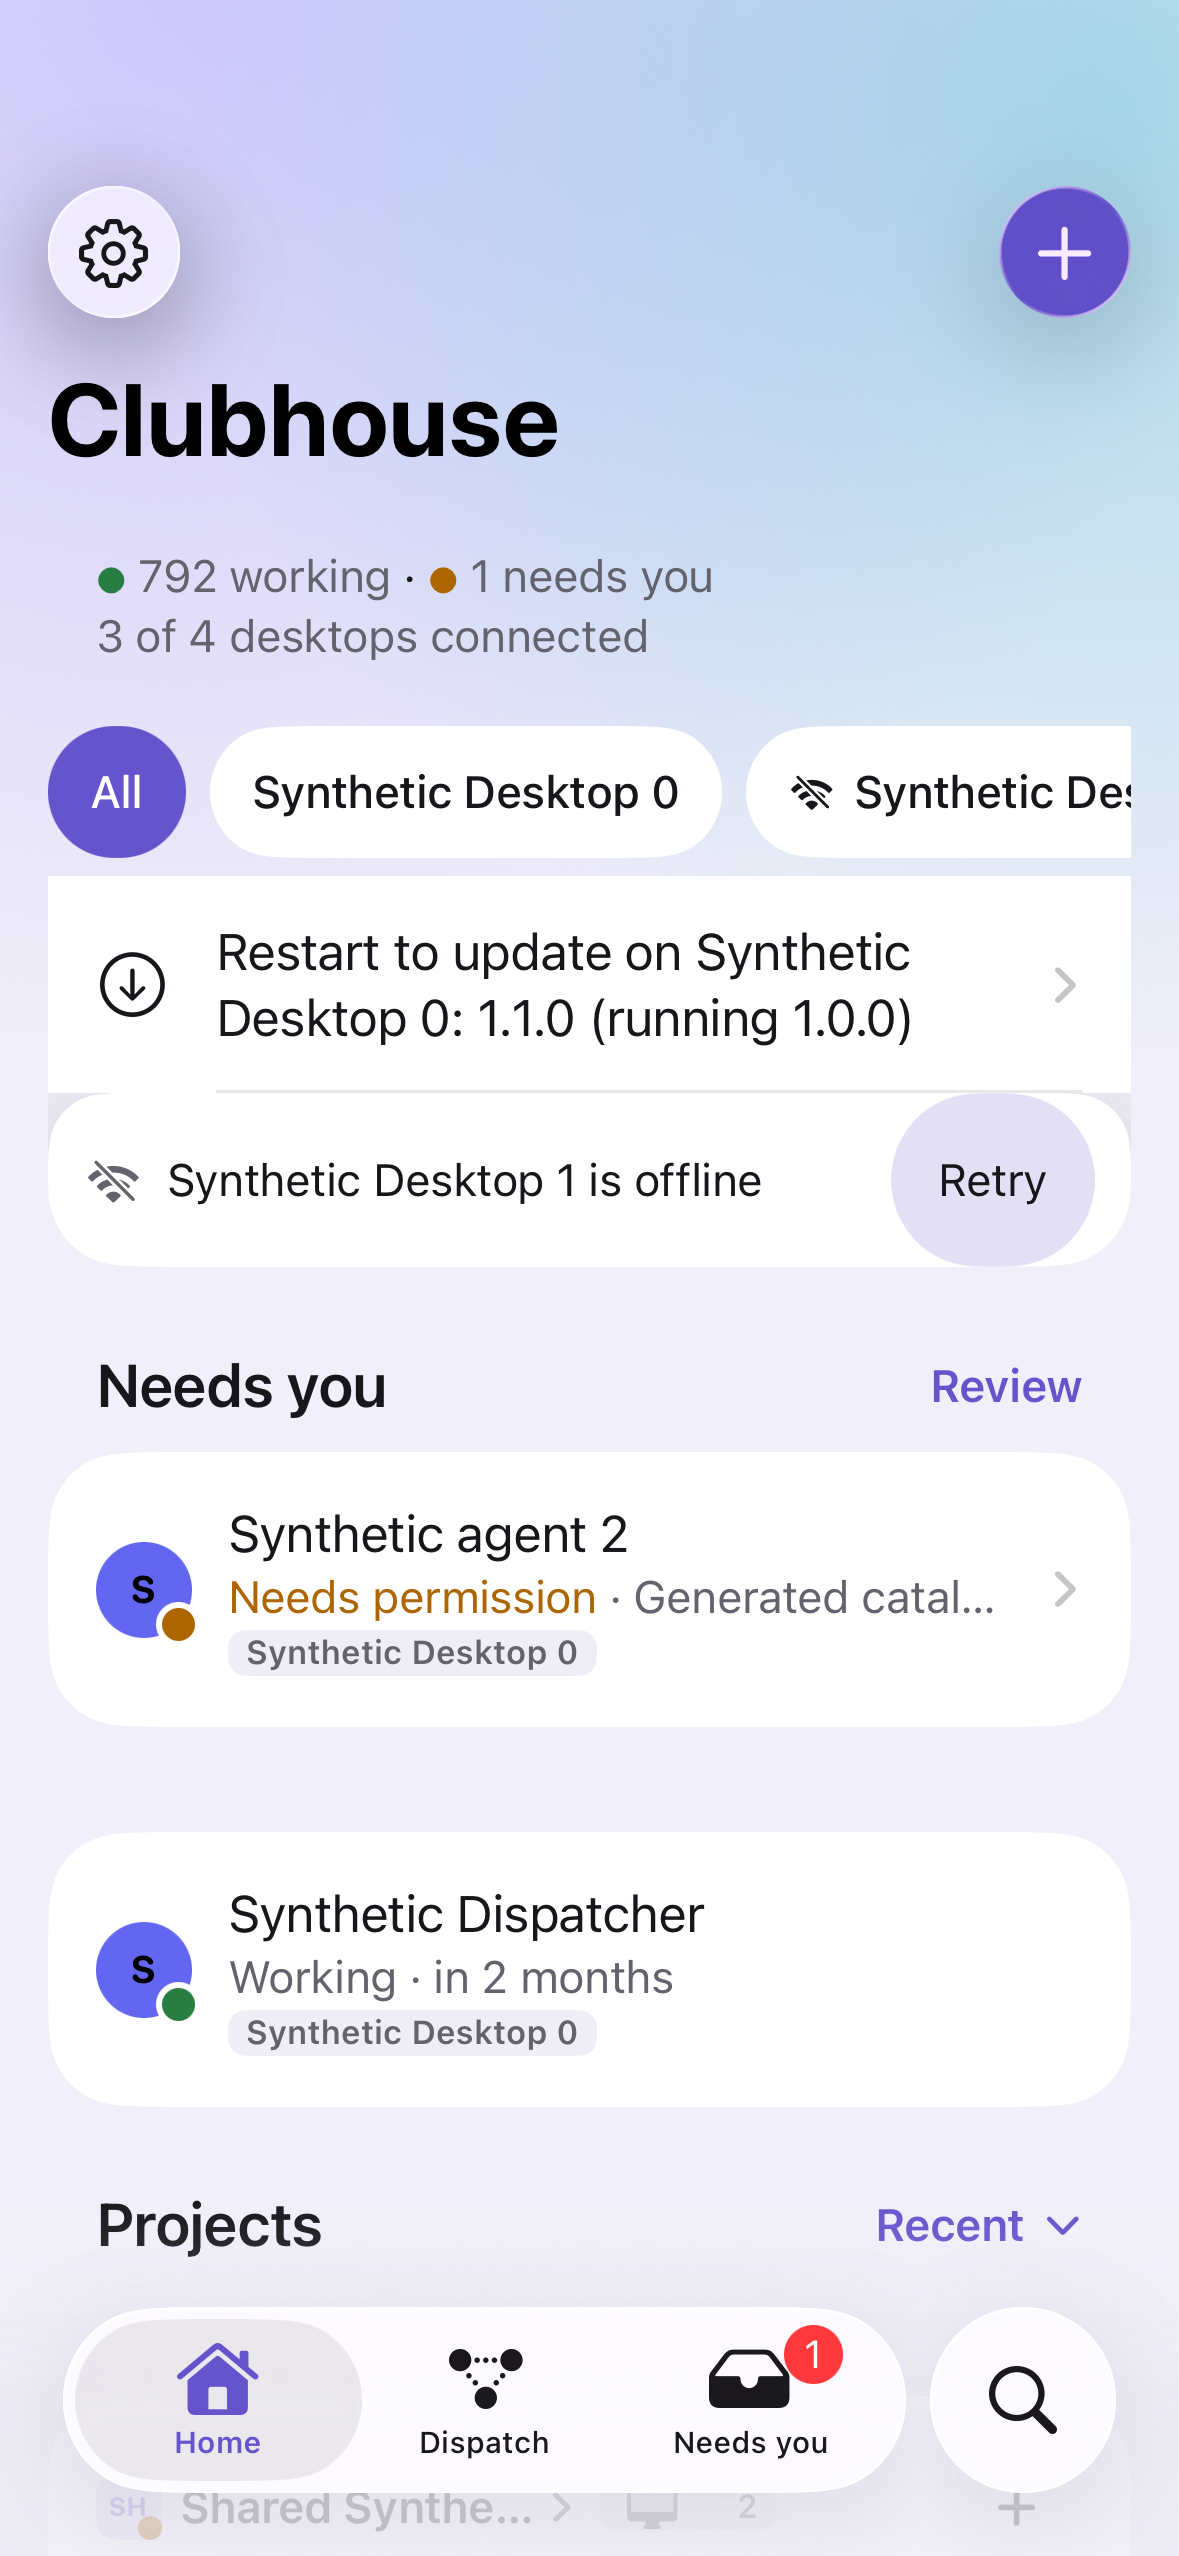 Clubhouse
792 working · 1 needs you
3 of 4 desktops connected
All
Synthetic Desktop 0
Synthetic Des
Restart to update on Synthetic
Desktop 0: 1.1.0 (running 1.0.0)
Synthetic Desktop 1 is offline
Retry
Needs you
Review
Synthetic agent 2
Needs permission · Generated catal...
Synthetic Desktop 0
S
Synthetic Dispatcher
Working · in 2 months
Synthetic Desktop 0
S
Projects
Recent
Home
Dispatch
Needs you
1
SH
Shared Synthe...
2